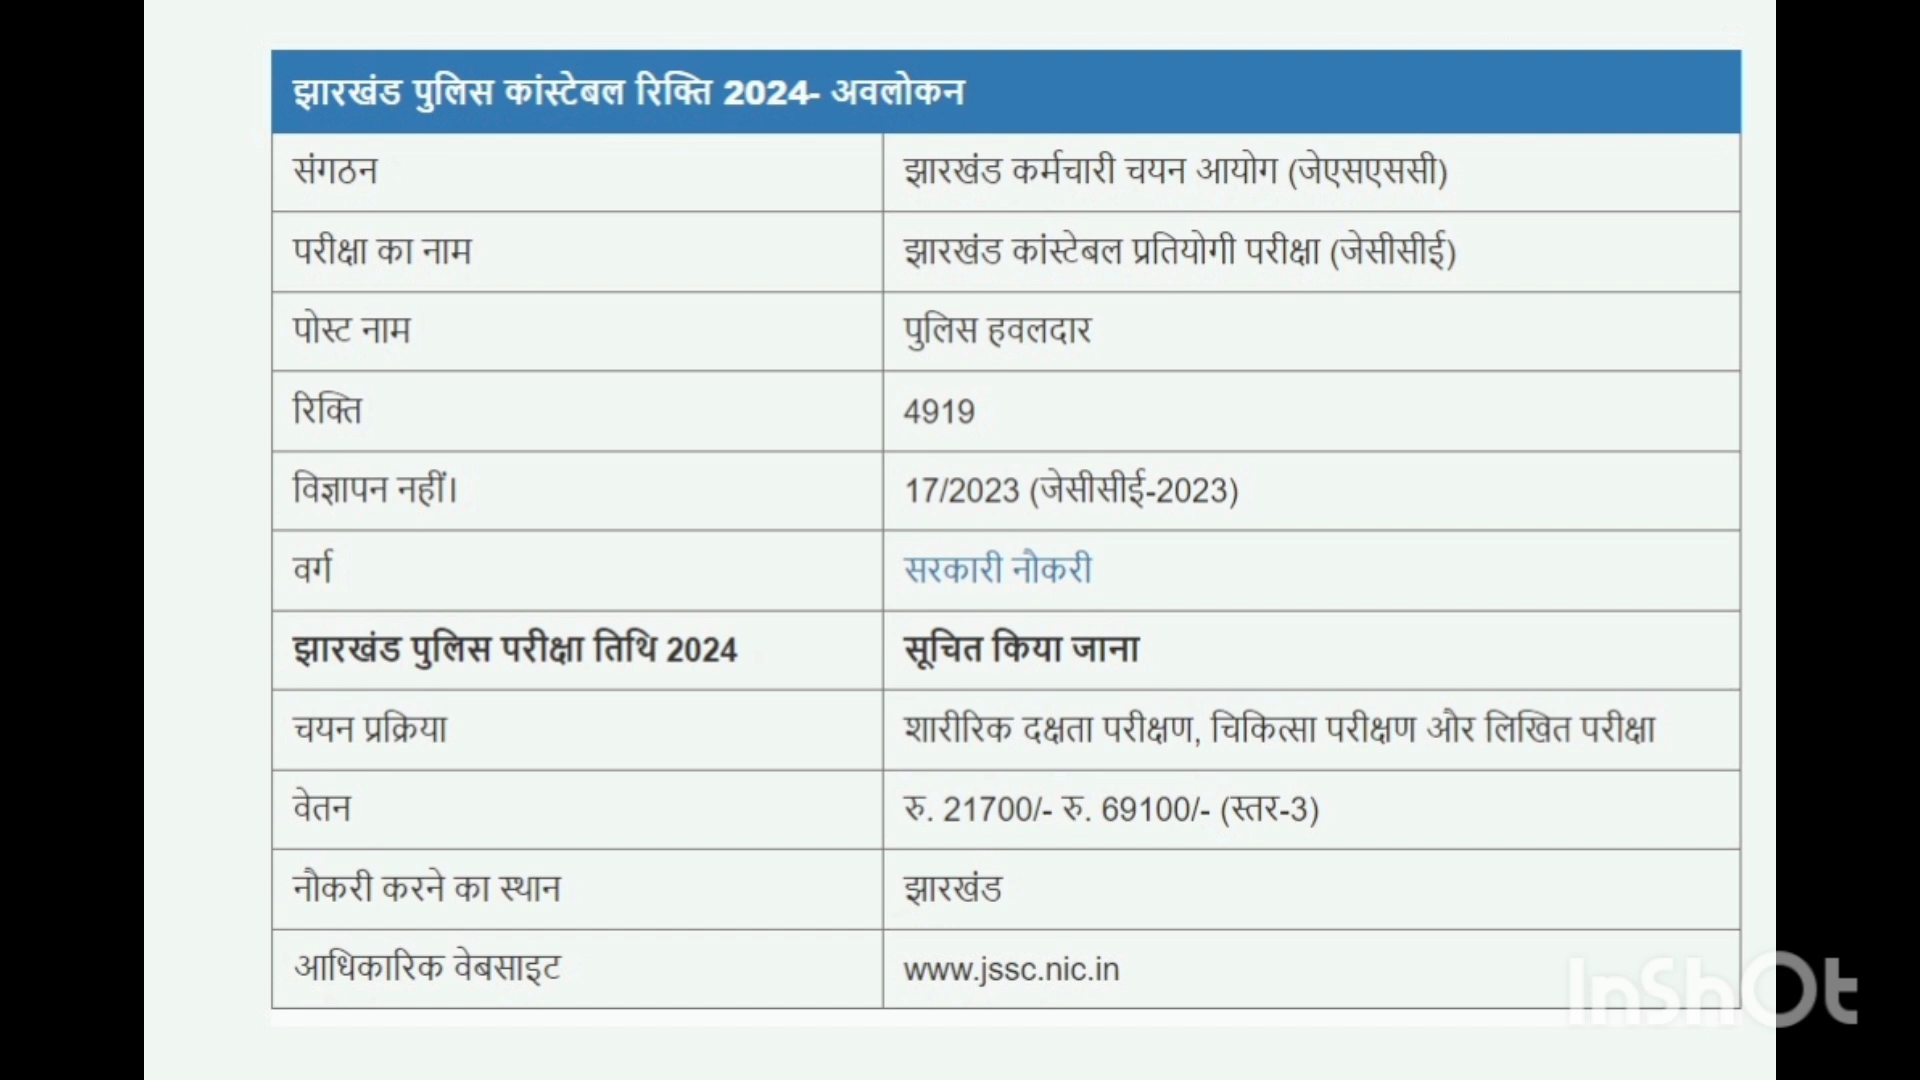 झारखंड पुलिस कांस्टेबल रिक्ति 2024- अवलोकन
संगठन झारखंड कर्मचारी चयन आयोग (जेएसएससी)
परीक्षा का नाम झारखंड कांस्टेबल प्रतियोगी परीक्षा (जेसीसीई)
पोस्ट नाम पुलिस हवलदार
रिक्ति 4919
विज्ञापन नहीं। 17/2023 (जेसीसीई-2023)
वर्ग सरकारी नौकरी
झारखंड पुलिस परीक्षा तिथि 2024 सूचित किया जाना
चयन प्रक्रिया शारीरिक दक्षता परीक्षण, चिकित्सा परीक्षण और लिखित परीक्षा
वेतन रु. 21700/- रु. 69100/- (स्तर-3)
नौकरी करने का स्थान झारखंड
आधिकारिक वेबसाइट www.jssc.nic.in
InShOt